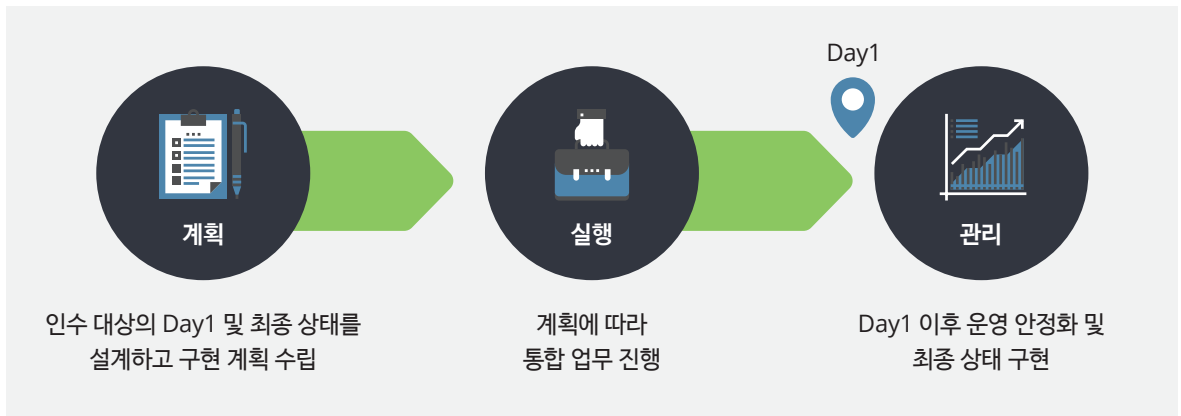 Day1
계획
실행
관리
인수 대상의 Day1 및 최종 상태를
설계하고 구현 계획 수립
계획에 따라
통합 업무 진행
Day1 이후 운영 안정화 및
최종 상태 구현